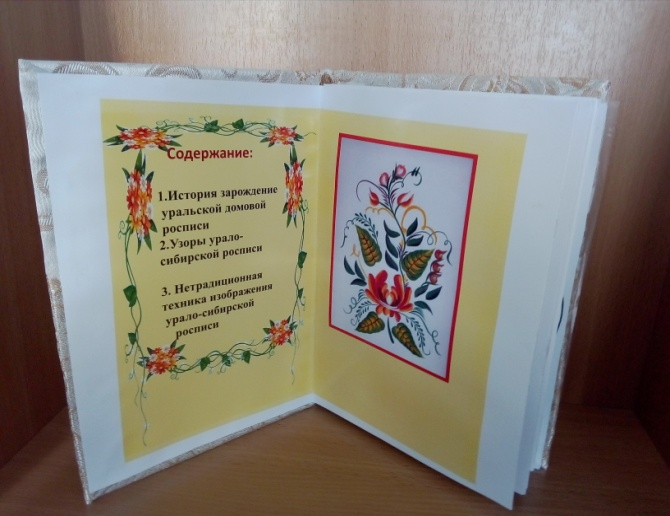 Содержание:
1.История зарождение
уральской домовой
росписи
2.Узоры урало-
сибирской росписи
3. Нетрадиционная
техника изображения
урало-сибирской
росписи